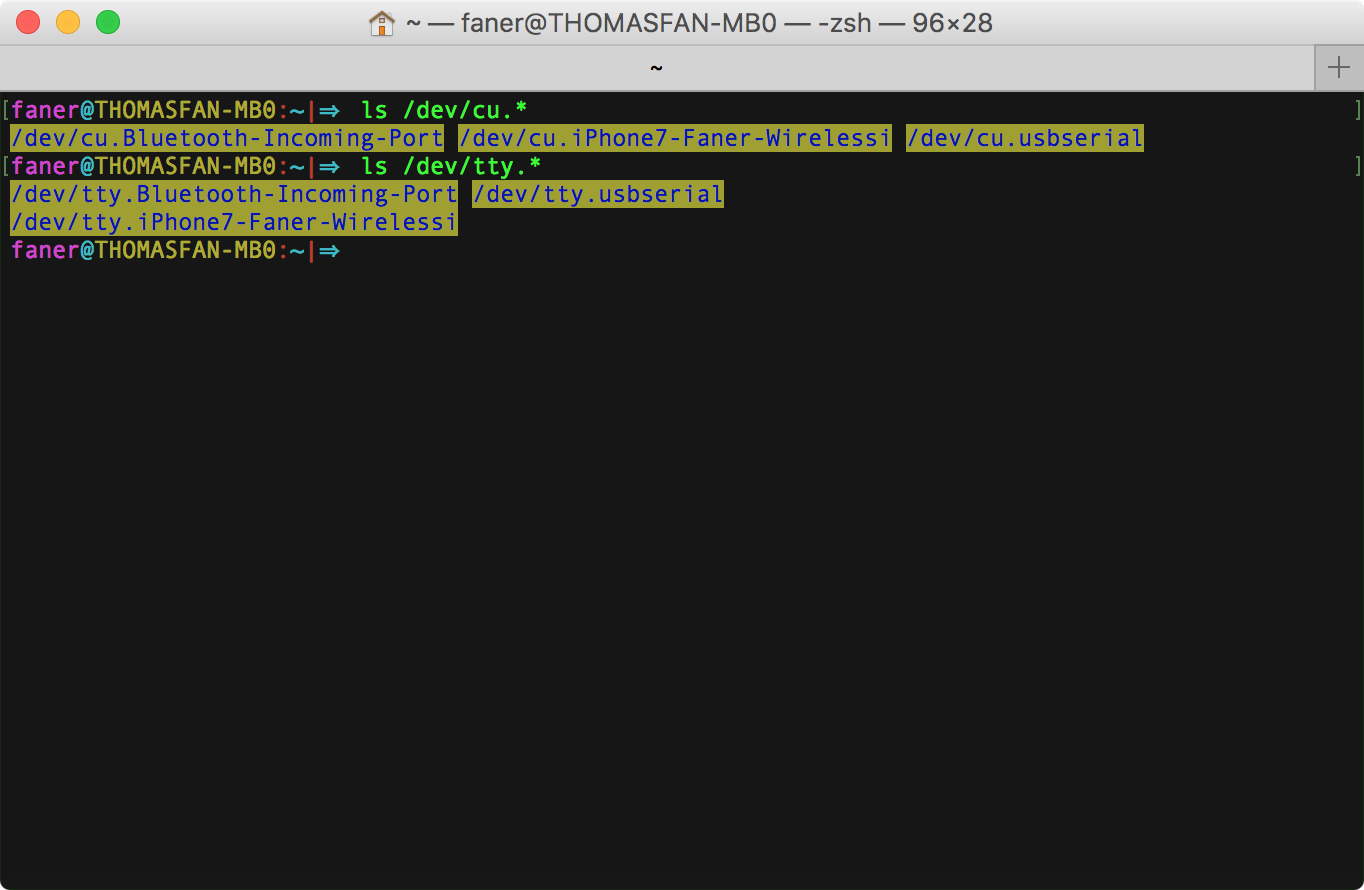 ~ — faner@THOMASFAN-MB0 — -zsh — 96×28
~
[faner@THOMASFAN-MB0:~|⇒ ls /dev/cu.* ]
/dev/cu.Bluetooth-Incoming-Port /dev/cu.iPhone7-Faner-Wirelessi /dev/cu.usbserial
[faner@THOMASFAN-MB0:~|⇒ ls /dev/tty.* ]
/dev/tty.Bluetooth-Incoming-Port /dev/tty.usbserial
/dev/tty.iPhone7-Faner-Wirelessi
faner@THOMASFAN-MB0:~|⇒